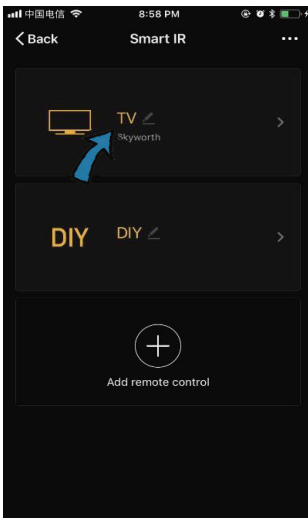 中国电信 8:58 PM
Back Smart IR ...
TV
Skyworth
DIY DIY
Add remote control